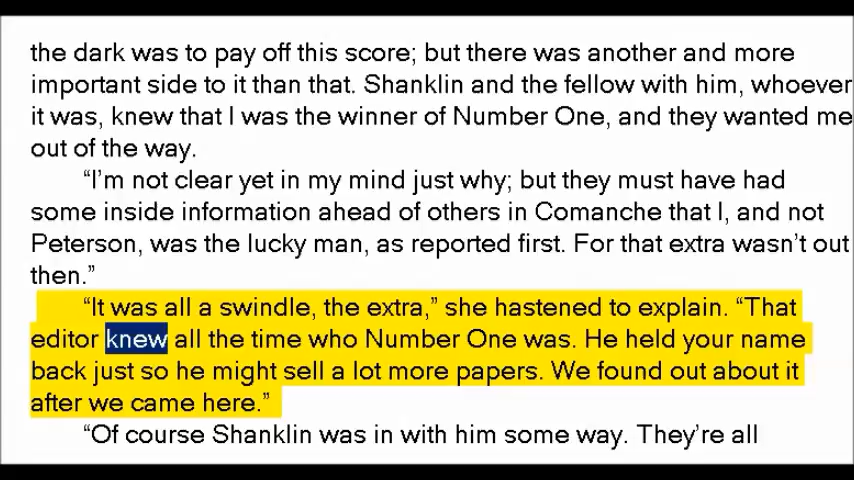 the dark was to pay off this score; but there was another and more
important side to it than that. Shanklin and the fellow with him, whoever
it was, knew that I was the winner of Number One, and they wanted me
out of the way.
“I’m not clear yet in my mind just why; but they must have had
some inside information ahead of others in Comanche that I, and not
Peterson, was the lucky man, as reported first. For that extra wasn’t out
then.”
“It was all a swindle, the extra,” she hastened to explain. “That
editor knew all the time who Number One was. He held your name
back just so he might sell a lot more papers. We found out about it
after we came here.”
“Of course Shanklin was in with him some way. They’re all